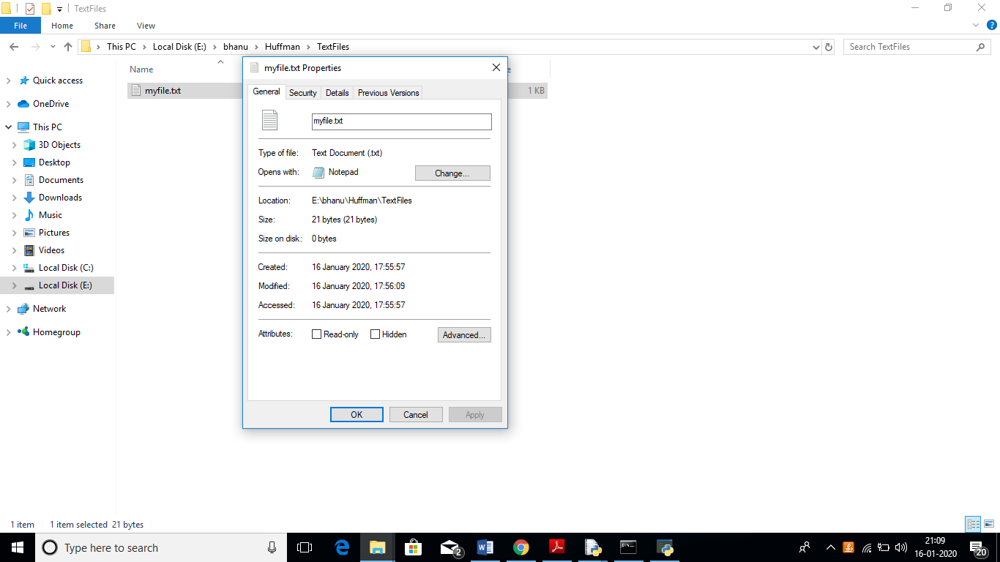 TextFiles
File Home Share View
This PC Local Disk (E:) bhanu Huffman TextFiles
Search TextFiles
Name
myfile.txt
1 KB
Quick access
OneDrive
This PC
3D Objects
Desktop
Documents
Downloads
Music
Pictures
Videos
Local Disk (C:)
Local Disk (E:)
Network
Homegroup
myfile.txt Properties
General Security Details Previous Versions
myfile.txt
Type of file: Text Document (.txt)
Opens with: Notepad Change...
Location: E:\bhanu\Huffman\TextFiles
Size: 21 bytes (21 bytes)
Size on disk: 0 bytes
Created: 16 January 2020, 17:55:57
Modified: 16 January 2020, 17:56:09
Accessed: 16 January 2020, 17:55:57
Attributes: Read-only Hidden Advanced...
OK Cancel Apply
1 item 1 item selected 21 bytes
Type here to search
2
21:09
16-01-2020
20